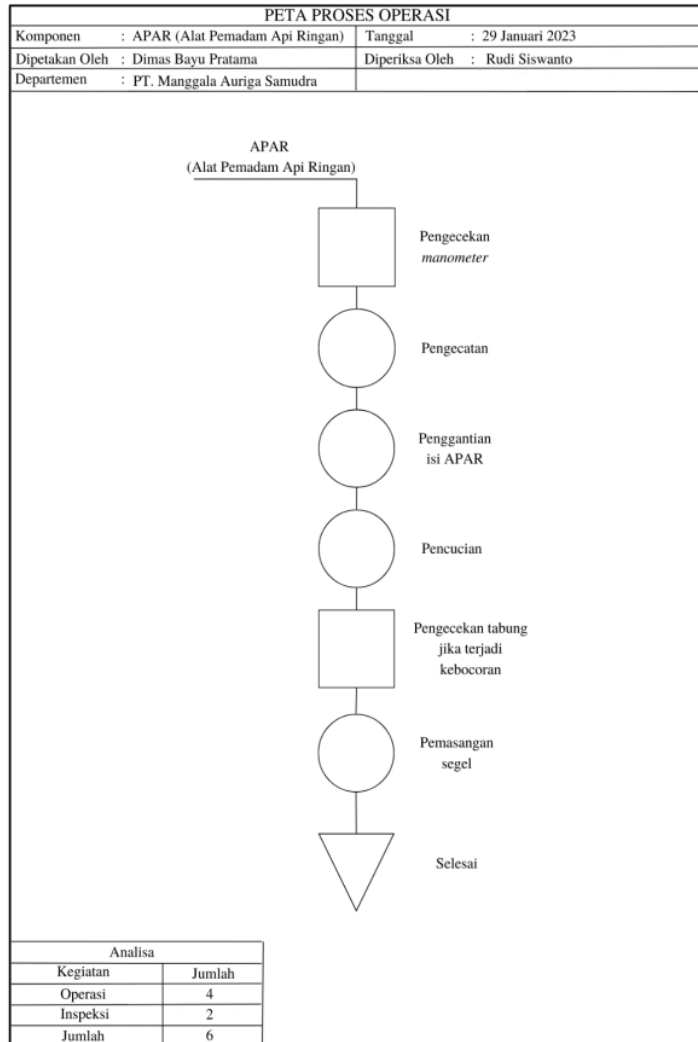 PETA PROSES OPERASI
Komponen : APAR (Alat Pemadam Api Ringan) Tanggal : 29 Januari 2023
Dipetakan Oleh : Dimas Bayu Pratama Diperiksa Oleh : Rudi Siswanto
Departemen : PT. Manggala Auriga Samudra
APAR
(Alat Pemadam Api Ringan)
Pengecekan
manometer
Pengecatan
Penggantian
isi APAR
Pencucian
Pengecekan tabung
jika terjadi
kebocoran
Pemasangan
segel
Selesai
Analisa
Kegiatan Jumlah
Operasi 4
Inspeksi 2
Jumlah 6